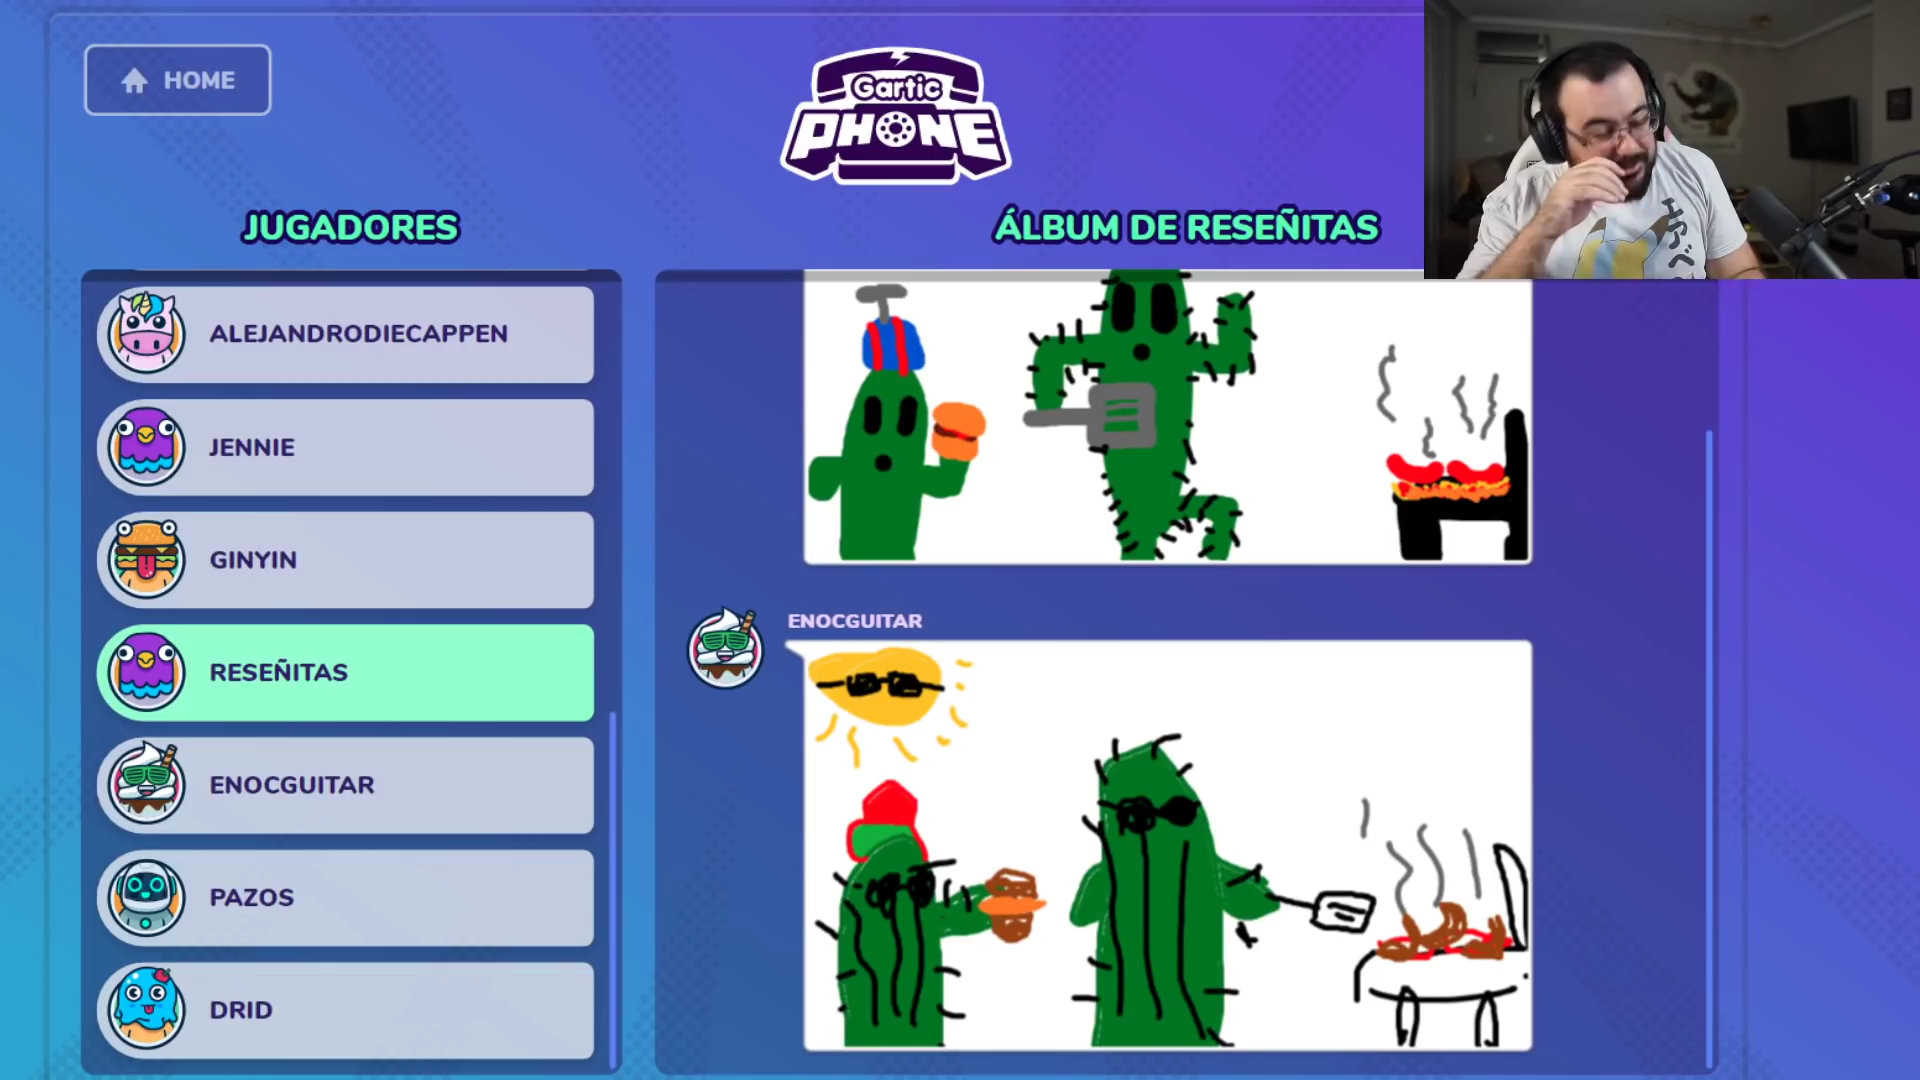 HOME
Gartic
PHONE
JUGADORES
ÁLBUM DE RESEÑITAS
ALEJANDRODIECAPPEN
JENNIE
GINYIN
RESEÑITAS
ENOCGUITAR
PAZOS
DRID
ENOCGUITAR